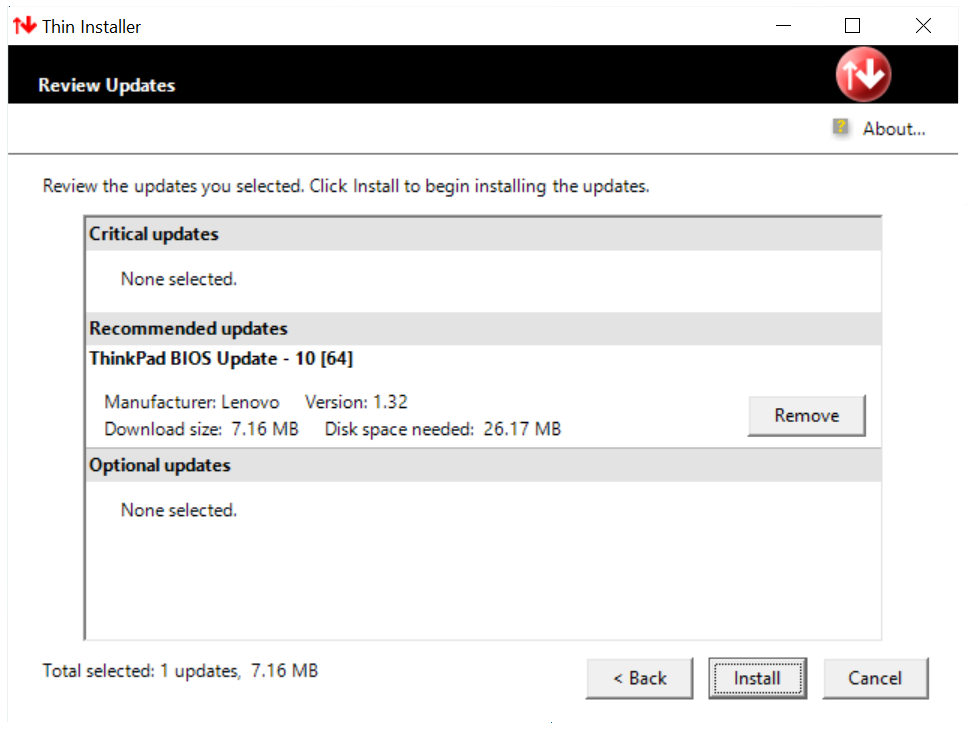 Thin Installer
Review Updates
About...
Review the updates you selected. Click Install to begin installing the updates.
Critical updates
None selected.
Recommended updates
ThinkPad BIOS Update - 10 [64]
Manufacturer: Lenovo Version: 1.32
Download size: 7.16 MB Disk space needed: 26.17 MB
Remove
Optional updates
None selected.
Total selected: 1 updates, 7.16 MB
< Back Install Cancel